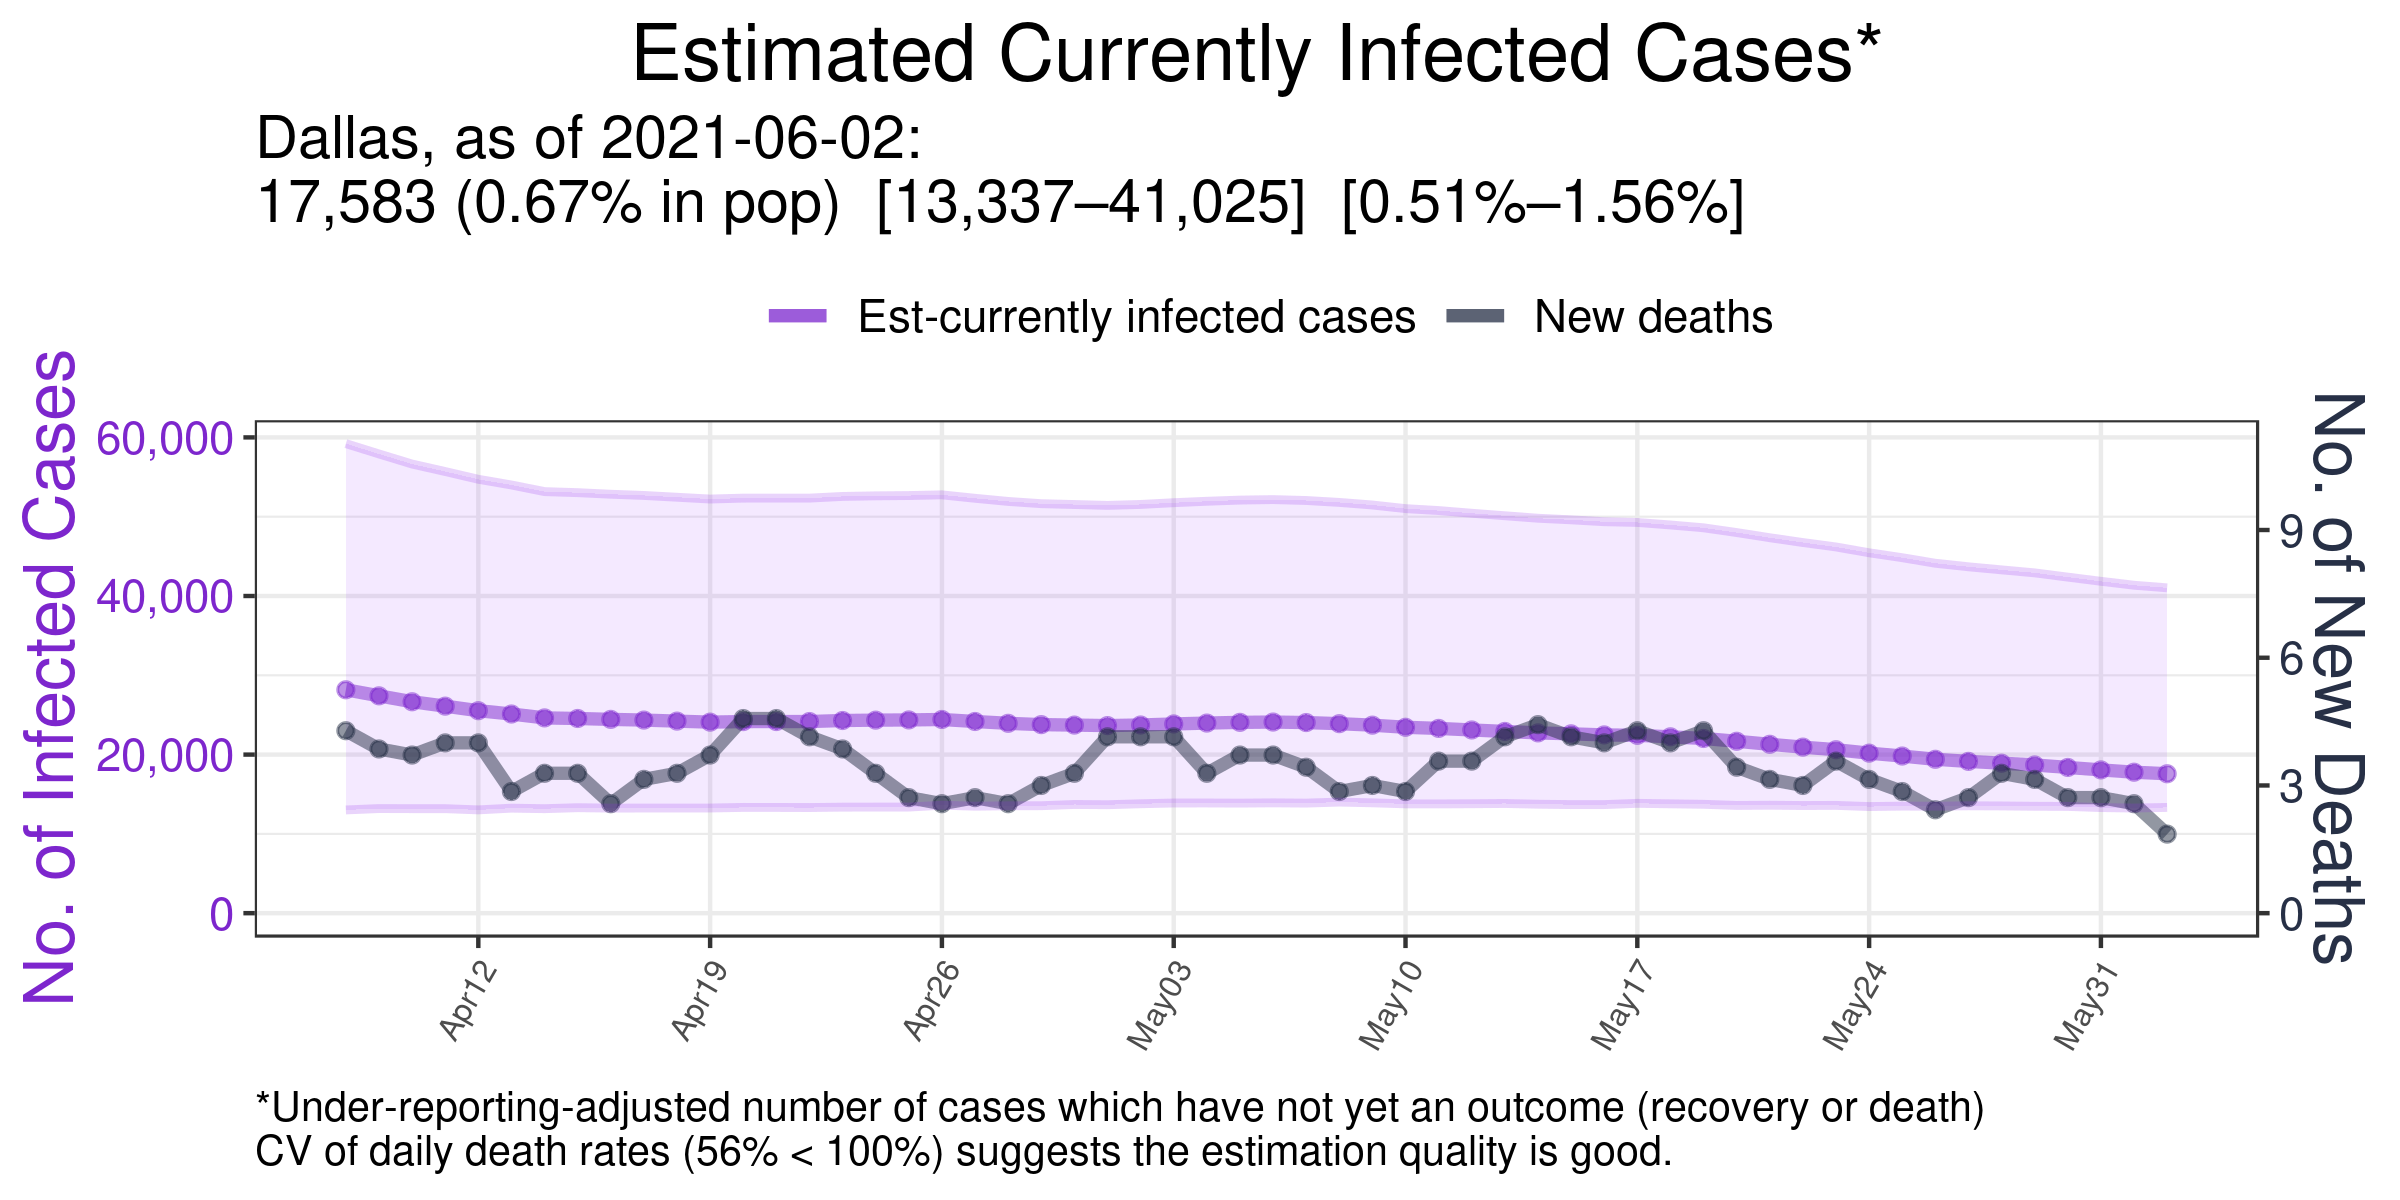 Estimated Currently Infected Cases*
Dallas, as of 2021-06-02:
17,583 (0.67% in pop)  [13,337–41,025]  [0.51%–1.56%]
Est-currently infected cases
New deaths
No. of Infected Cases
60,000
40,000
20,000
0
No. of New Deaths
9
6
3
0
Apr12
Apr19
Apr26
May03
May10
May17
May24
May31
*Under-reporting-adjusted number of cases which have not yet an outcome (recovery or death)
CV of daily death rates (56% < 100%) suggests the estimation quality is good.